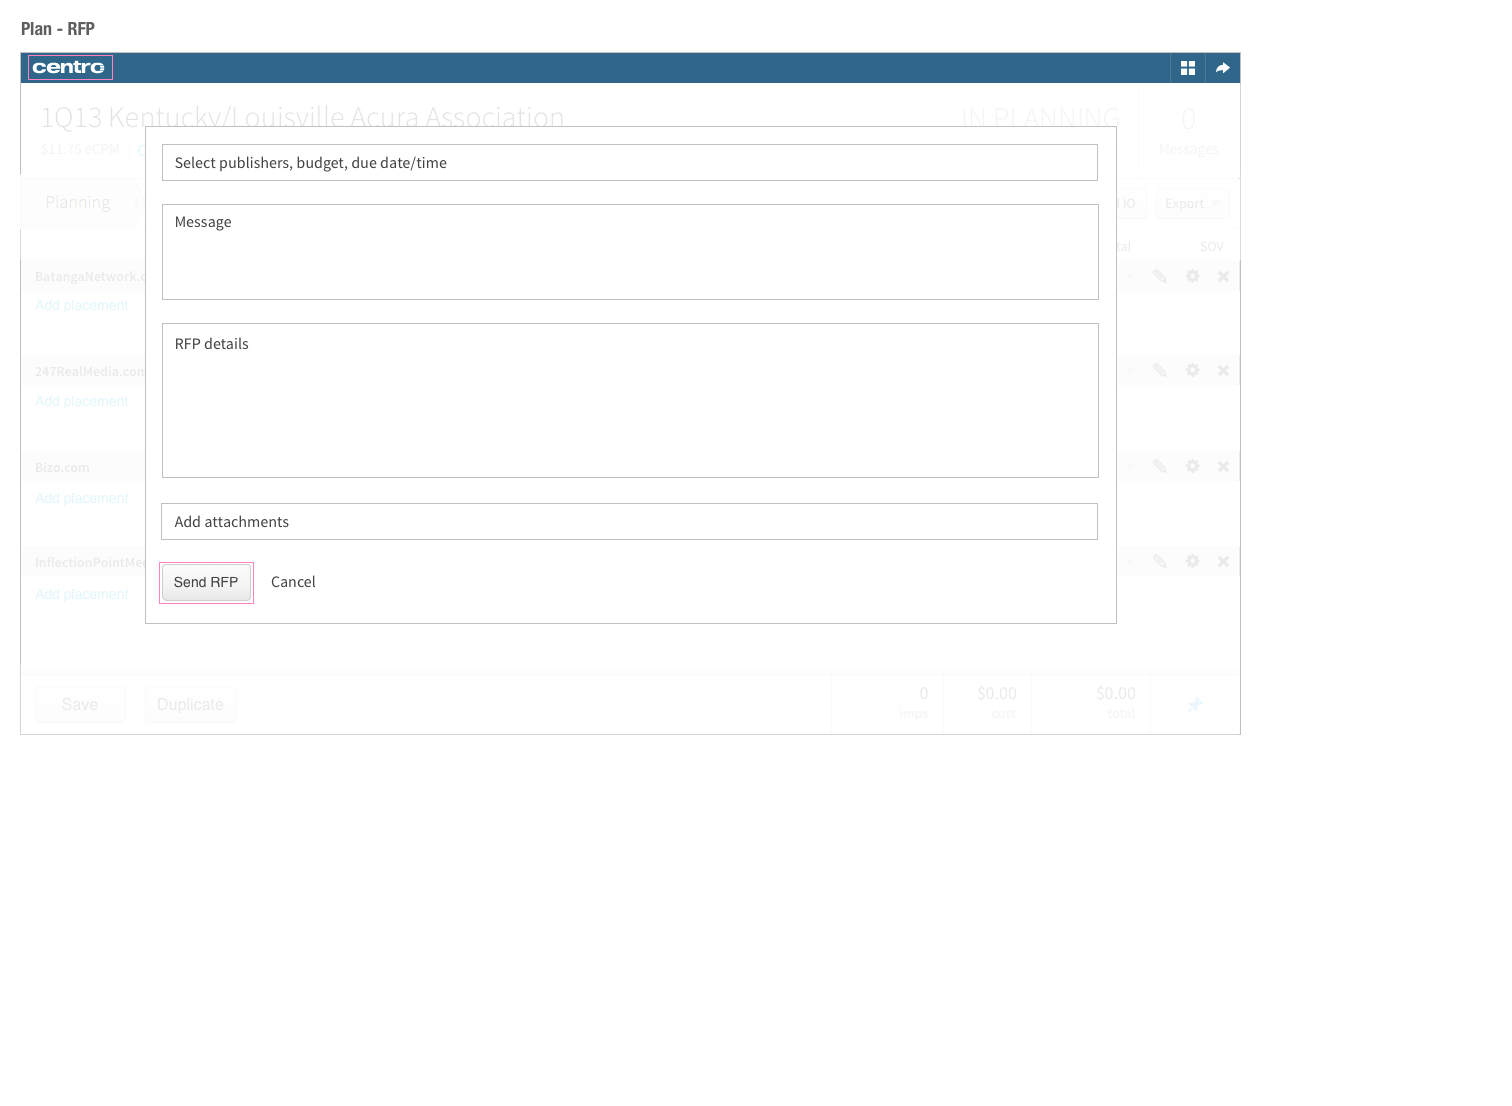 Plan - RFP
centro
1Q13 Kentucky/Louisville Acura Association
IN PLANNING
0
$11.75 eCPM
Messages
Select publishers, budget, due date/time
Planning
IO
Export
Message
SOV
BatangaNetwork.c
Add placement
RFP details
247RealMedia.com
Add placement
Bizo.com
Add placement
Add attachments
InflectionPointMe
Add placement
Send RFP
Cancel
Save
Duplicate
0
imps
$0.00
cost
$0.00
total